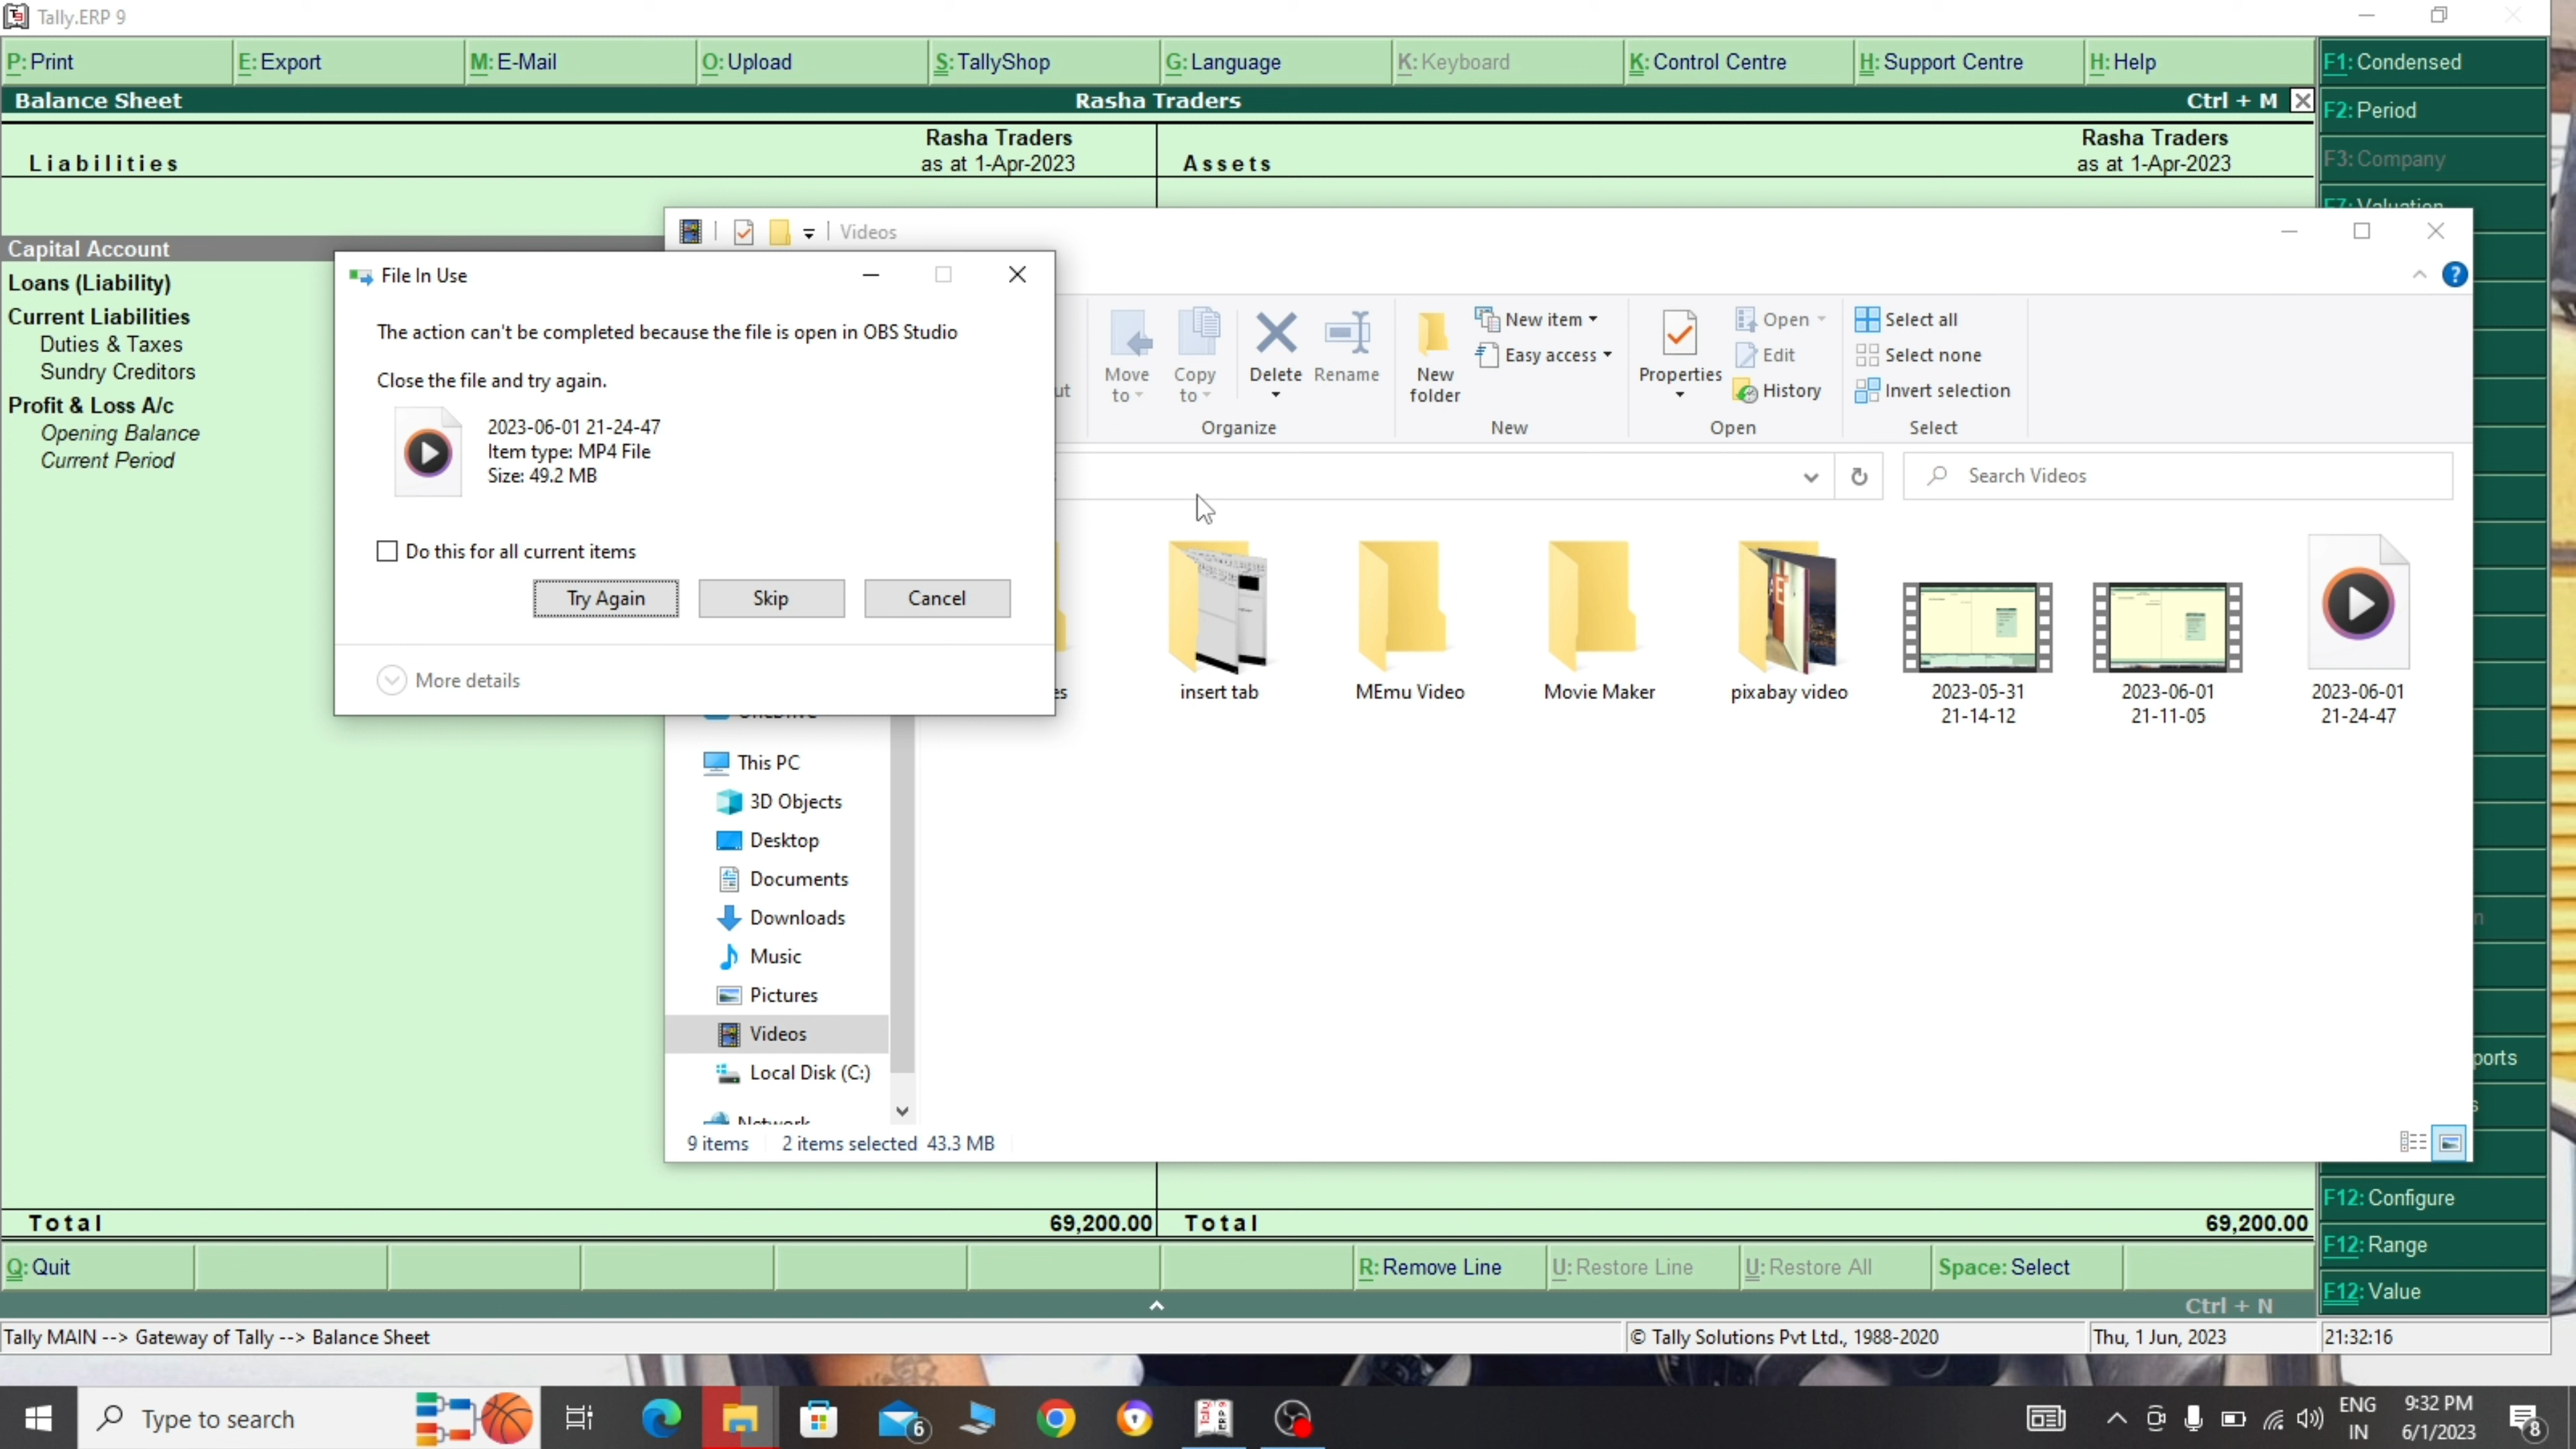 Tally.ERP 9
P: Print
E: Export
M: E-Mail
O: Upload
S: TallyShop
G: Language
K: Keyboard
K: Control Centre
H: Support Centre
H: Help
F1: Condensed
Balance Sheet
Rasha Traders
Ctrl + M
F2: Period
Liabilities
Rasha Traders
as at 1-Apr-2023
Assets
Rasha Traders
as at 1-Apr-2023
F3: Company
F7: Valuation
Capital Account
Loans (Liability)
Current Liabilities
Duties & Taxes
Sundry Creditors
Profit & Loss A/c
Opening Balance
Current Period
Videos
File In Use
The action can't be completed because the file is open in OBS Studio
Close the file and try again.
2023-06-01 21-24-47
Item type: MP4 File
Size: 49.2 MB
Do this for all current items
Try Again
Skip
Cancel
More details
ut
Move to
Copy to
Delete
Rename
Organize
New folder
New item
Easy access
New
Properties
Open
Edit
History
Open
Select all
Select none
Invert selection
Select
Search Videos
es
insert tab
MEmu Video
Movie Maker
pixabay video
2023-05-31
21-14-12
2023-06-01
21-11-05
2023-06-01
21-24-47
OneDrive
This PC
3D Objects
Desktop
Documents
Downloads
Music
Pictures
Videos
Local Disk (C:)
Network
9 items
2 items selected 43.3 MB
n
ports
s
F12: Configure
F12: Range
F12: Value
Total
69,200.00
Total
69,200.00
Q: Quit
R: Remove Line
U: Restore Line
U: Restore All
Space: Select
Ctrl + N
Tally MAIN --> Gateway of Tally --> Balance Sheet
© Tally Solutions Pvt Ltd., 1988-2020
Thu, 1 Jun, 2023
21:32:16
Type to search
6
Tally
ERP 9
ENG
IN
9:32 PM
6/1/2023
8